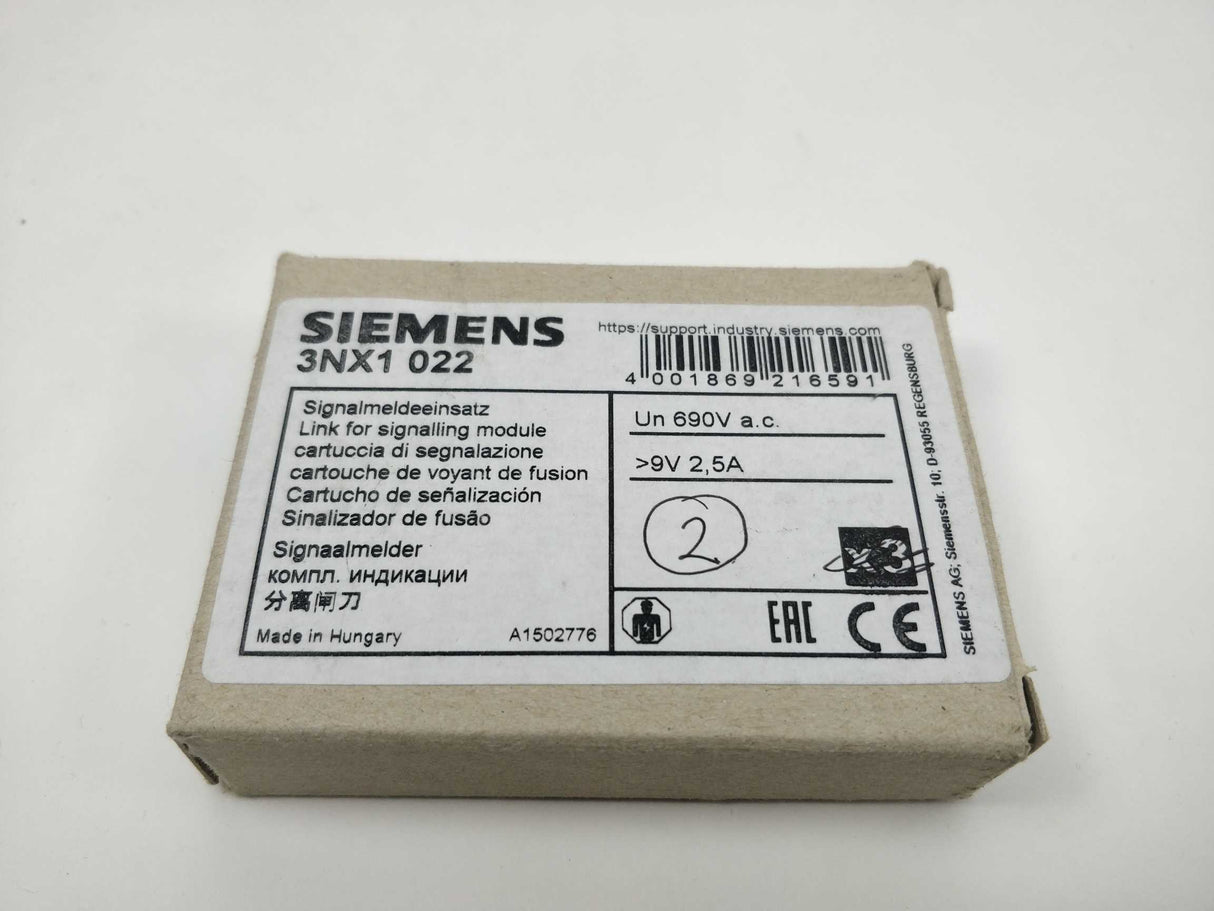 SIEMENS
3NX1 022
https://support.industry.siemens.com
4 001869 216591
Signalmeldeeinsatz
Link for signalling module
cartuccia di segnalazione
cartouche de voyant de fusion
Cartucho de señalización
Sinalizador de fusão
Signaalmelder
компл. индикации
分离闸刀
Made in Hungary
A1502776
Un 690V a.c.
>9V 2,5A
2
x3
EAC CE
SIEMENS AG; Siemensstr. 10; D-93055 REGENSBURG